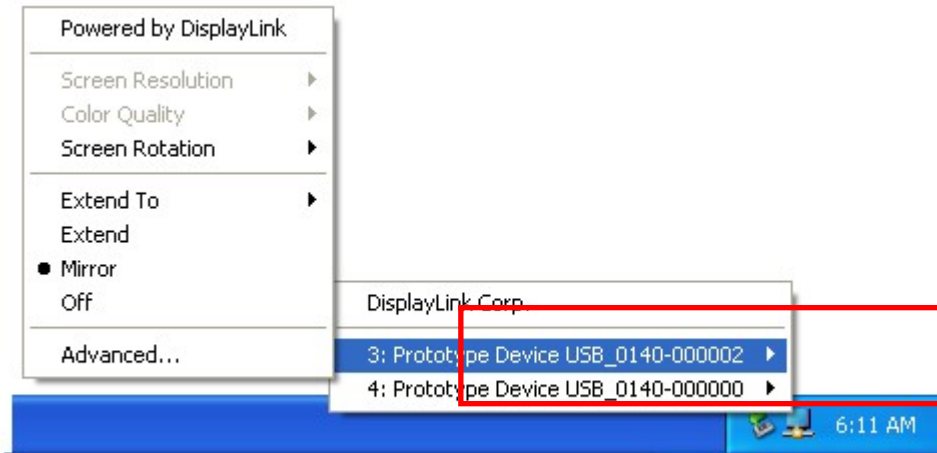 Powered by DisplayLink
Screen Resolution
Color Quality
Screen Rotation
Extend To
Extend
Mirror
Off
Advanced...
DisplayLink Corp.
3: Prototype Device USB_0140-000002
4: Prototype Device USB_0140-000000
6:11 AM